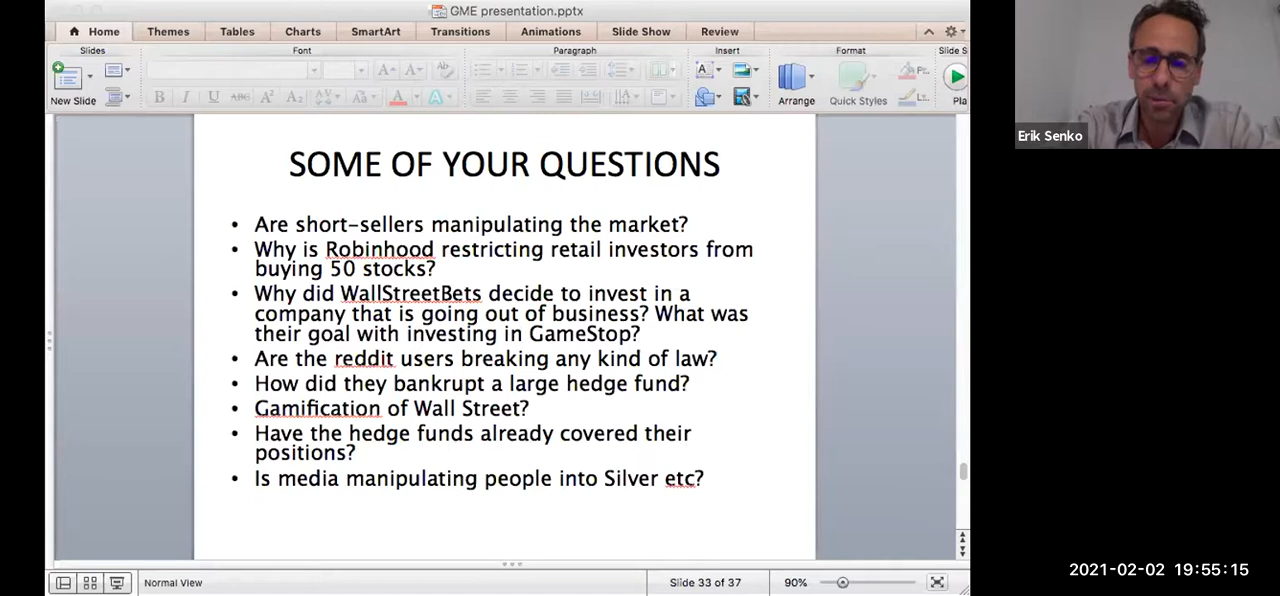 GME presentation.pptx
Home Themes Tables Charts SmartArt Transitions Animations Slide Show Review
Slides Font Paragraph Insert Format Slide S
New Slide Arrange Quick Styles Pla
SOME OF YOUR QUESTIONS
• Are short-sellers manipulating the market?
• Why is Robinhood restricting retail investors from
buying 50 stocks?
• Why did WallStreetBets decide to invest in a
company that is going out of business? What was
their goal with investing in GameStop?
• Are the reddit users breaking any kind of law?
• How did they bankrupt a large hedge fund?
• Gamification of Wall Street?
• Have the hedge funds already covered their
positions?
• Is media manipulating people into Silver etc?
Normal View Slide 33 of 37 90%
Erik Senko
2021-02-02 19:55:15